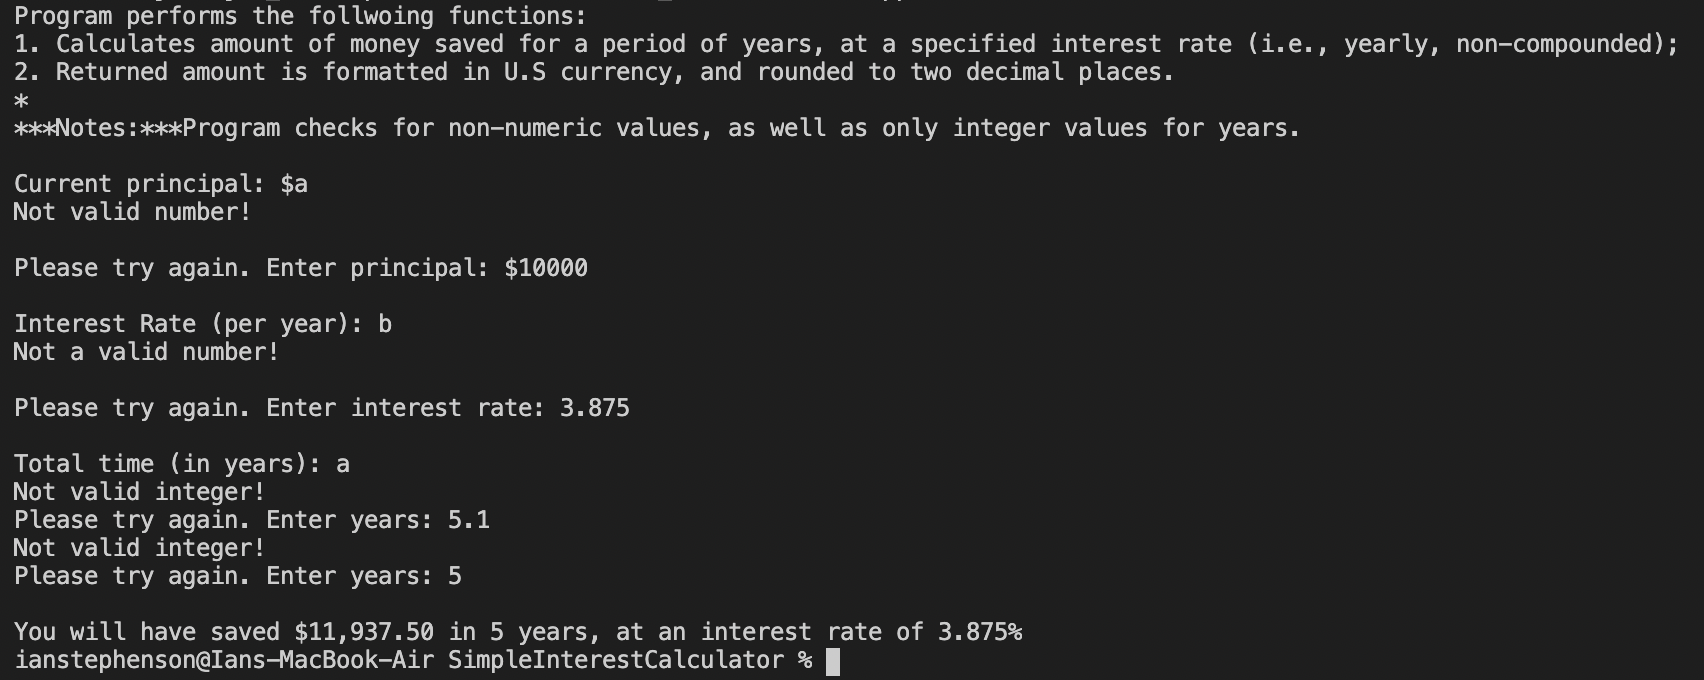 Program performs the follwoing functions:
1. Calculates amount of money saved for a period of years, at a specified interest rate (i.e., yearly, non-compounded);
2. Returned amount is formatted in U.S currency, and rounded to two decimal places.
*
***Notes:***Program checks for non-numeric values, as well as only integer values for years.
Current principal: $a
Not valid number!
Please try again. Enter principal: $10000
Interest Rate (per year): b
Not a valid number!
Please try again. Enter interest rate: 3.875
Total time (in years): a
Not valid integer!
Please try again. Enter years: 5.1
Not valid integer!
Please try again. Enter years: 5
You will have saved $11,937.50 in 5 years, at an interest rate of 3.875%
ianstephenson@Ians-MacBook-Air SimpleInterestCalculator %